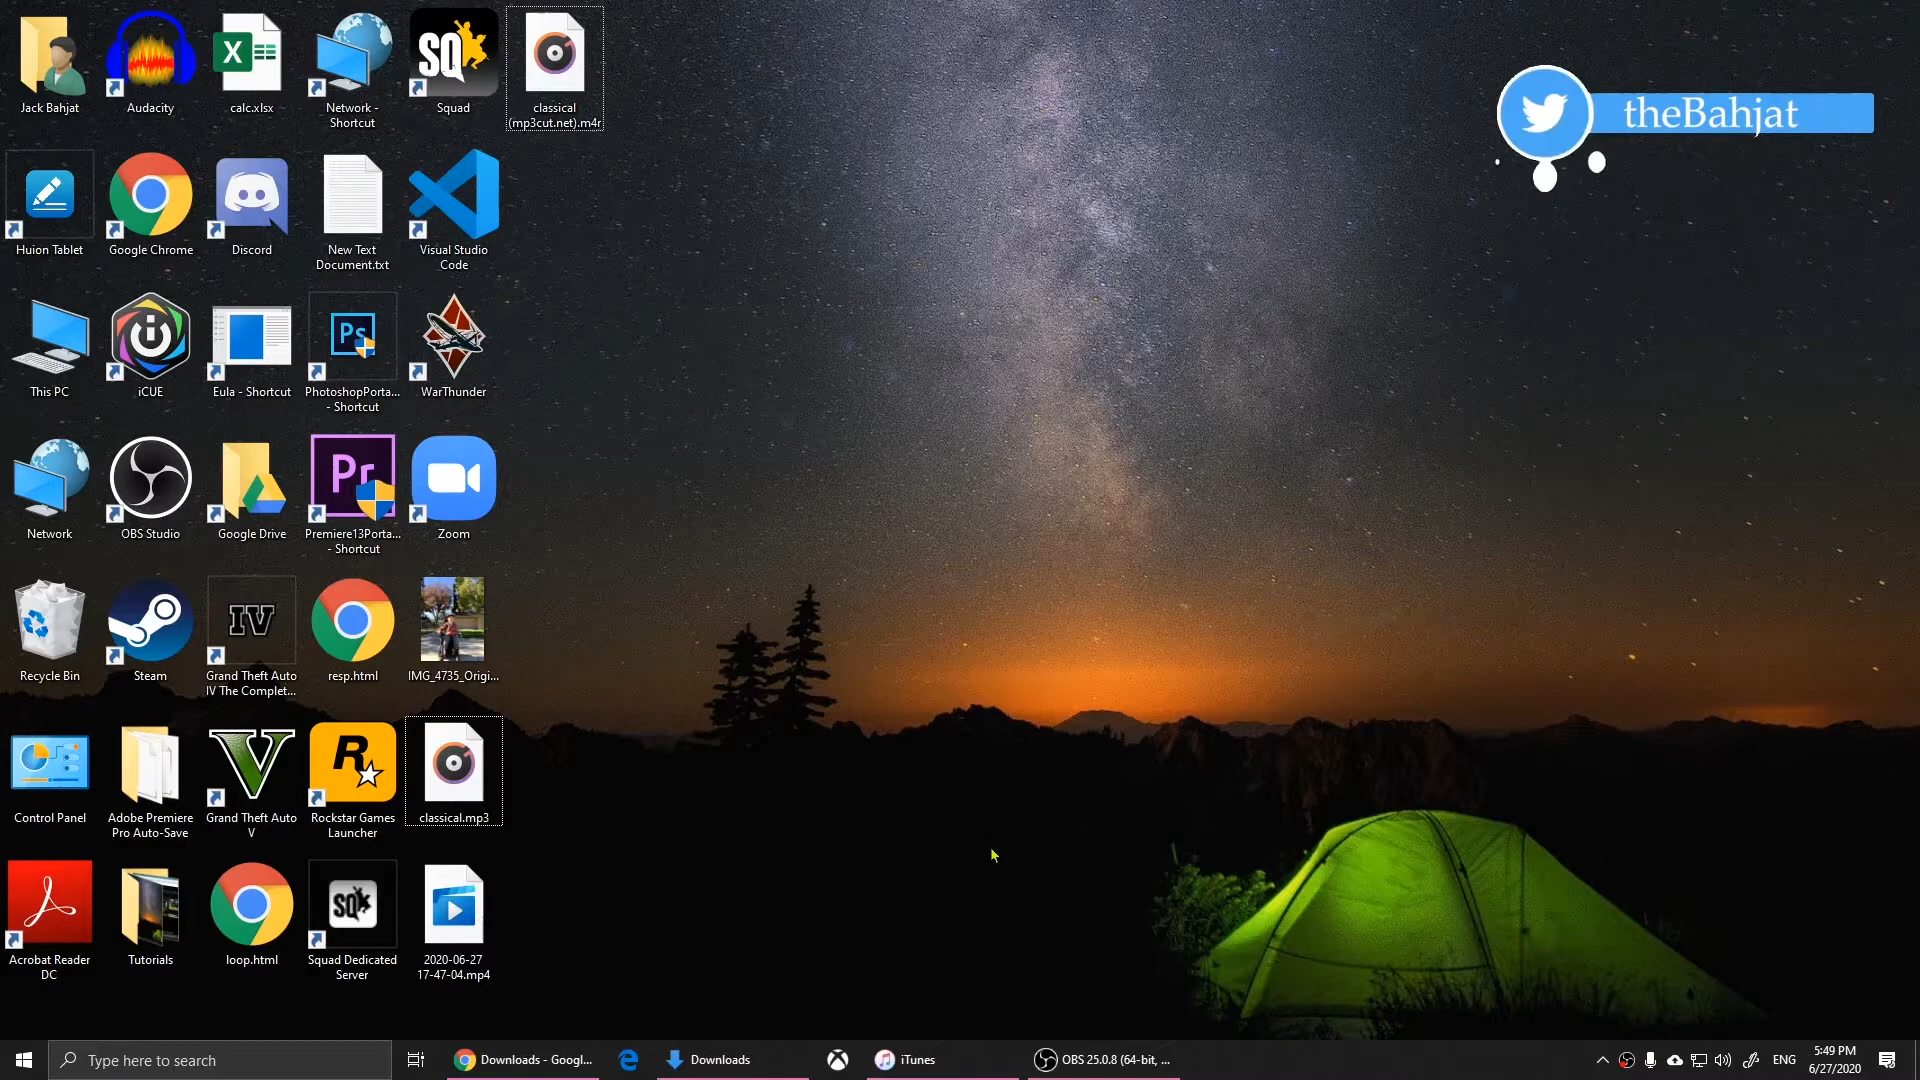 Jack Bahjat
Audacity
calc.xlsx
Network -
Shortcut
SQ
Squad
classical
(mp3cut.net).m4r
theBahjat
Huion Tablet
Google Chrome
Discord
New Text
Document.txt
Visual Studio
Code
This PC
iCUE
Eula - Shortcut
Ps
PhotoshopPorta...
- Shortcut
WarThunder
Network
OBS Studio
Google Drive
Pr
Premiere13Porta...
- Shortcut
Zoom
Recycle Bin
Steam
IV
Grand Theft Auto
IV The Complet...
resp.html
IMG_4735_Origi...
Control Panel
Adobe Premiere
Pro Auto-Save
V
Grand Theft Auto
V
R
Rockstar Games
Launcher
classical.mp3
Acrobat Reader
DC
Tutorials
loop.html
SQ
Squad Dedicated
Server
2020-06-27
17-47-04.mp4
Type here to search
Downloads - Googl...
Downloads
iTunes
OBS 25.0.8 (64-bit, ...
ENG
5:49 PM
6/27/2020